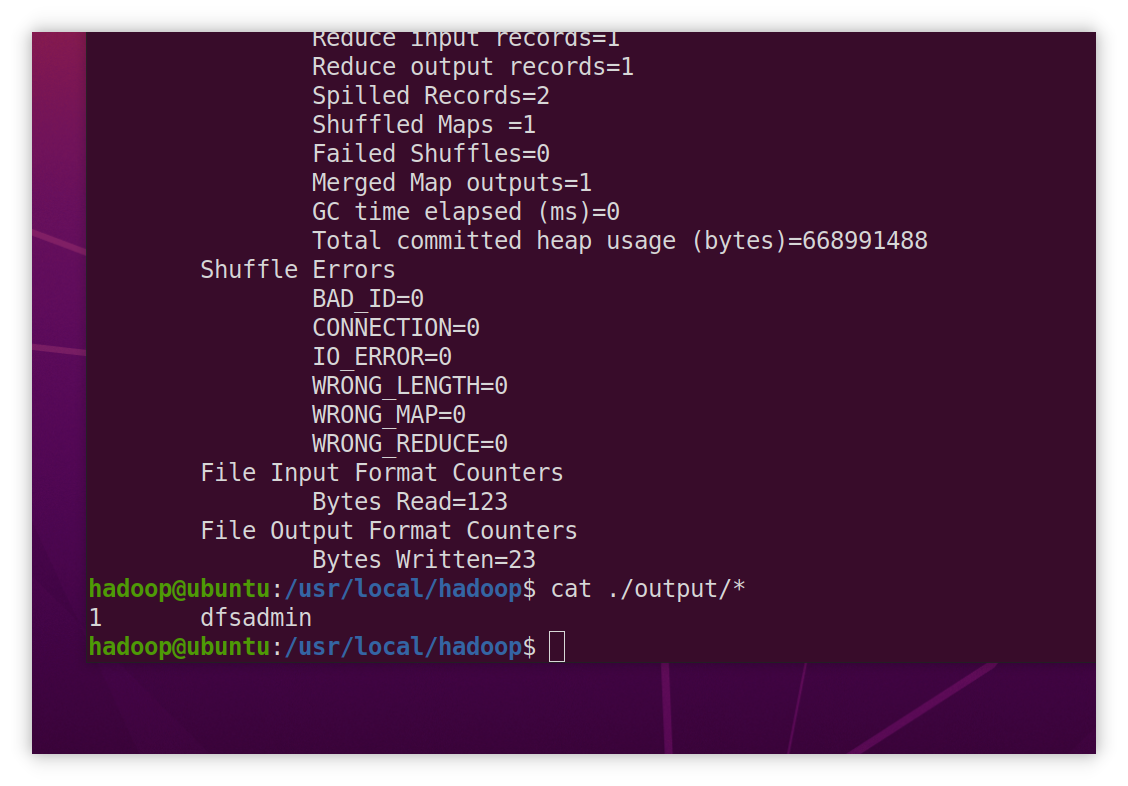 Reduce input records=1
Reduce output records=1
Spilled Records=2
Shuffled Maps =1
Failed Shuffles=0
Merged Map outputs=1
GC time elapsed (ms)=0
Total committed heap usage (bytes)=668991488
Shuffle Errors
BAD_ID=0
CONNECTION=0
IO_ERROR=0
WRONG_LENGTH=0
WRONG_MAP=0
WRONG_REDUCE=0
File Input Format Counters
Bytes Read=123
File Output Format Counters
Bytes Written=23
hadoop@ubuntu:/usr/local/hadoop$ cat ./output/*
1       dfsadmin
hadoop@ubuntu:/usr/local/hadoop$